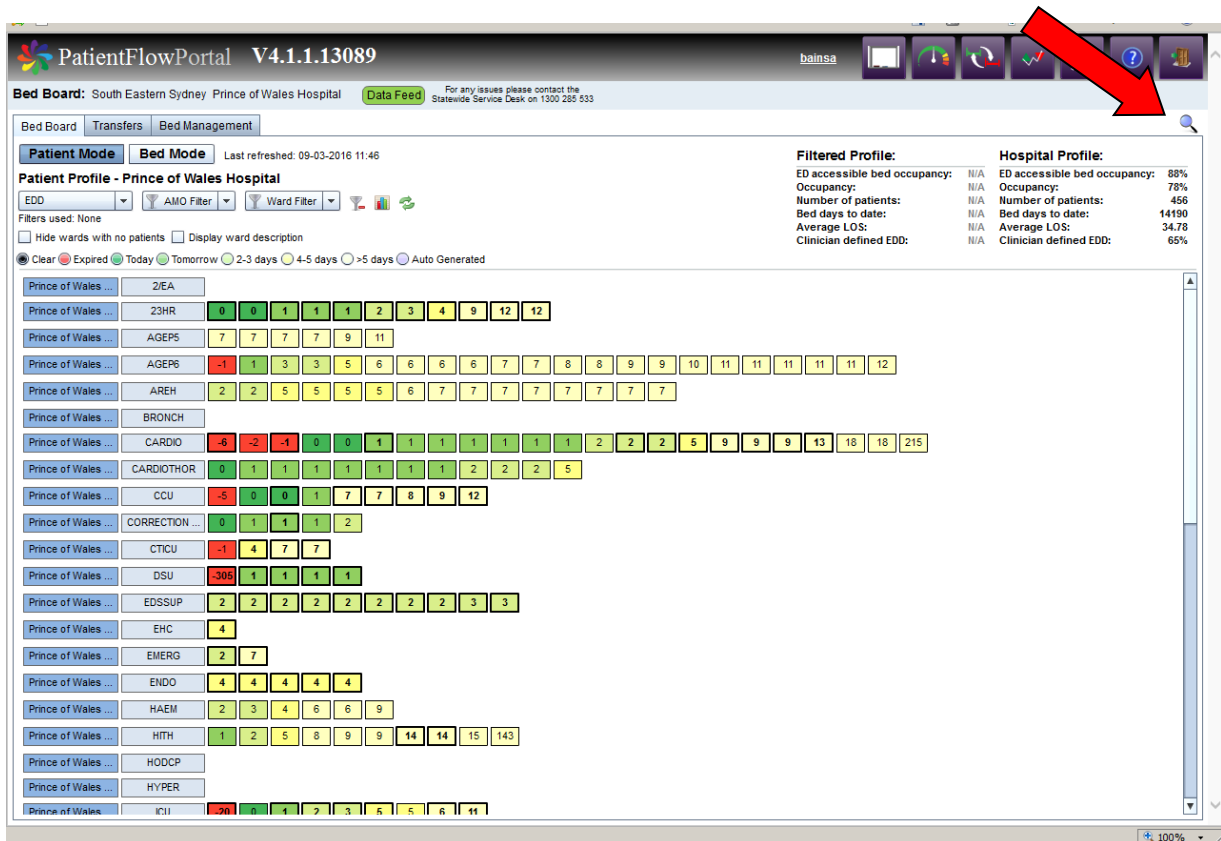 PatientFlowPortal V4.1.1.13089
bainsa
Bed Board: South Eastern Sydney Prince of Wales Hospital Data Feed For any issues please contact the
Statewide Service Desk on 1300 285 533
Bed Board Transfers Bed Management
Patient Mode Bed Mode Last refreshed: 09-03-2016 11:46
Patient Profile - Prince of Wales Hospital
EDD AMO Filter Ward Filter
Filters used: None
Hide wards with no patients Display ward description
Clear Expired Today Tomorrow 2-3 days 4-5 days >5 days Auto Generated
Filtered Profile:
ED accessible bed occupancy: N/A
Occupancy: N/A
Number of patients: N/A
Bed days to date: N/A
Average LOS: N/A
Clinician defined EDD: N/A
Hospital Profile:
ED accessible bed occupancy: 88%
Occupancy: 78%
Number of patients: 456
Bed days to date: 14190
Average LOS: 34.78
Clinician defined EDD: 65%
Prince of Wales ... 2/EA
Prince of Wales ... 23HR 0 0 1 1 1 2 3 4 9 12 12
Prince of Wales ... AGEP5 7 7 7 7 9 11
Prince of Wales ... AGEP6 -1 1 3 3 5 6 6 6 6 7 7 8 8 9 9 10 11 11 11 11 11 12
Prince of Wales ... AREH 2 2 5 5 5 5 6 7 7 7 7 7 7 7 7
Prince of Wales ... BRONCH
Prince of Wales ... CARDIO -6 -2 -1 0 0 1 1 1 1 1 1 1 2 2 2 5 9 9 9 13 18 18 215
Prince of Wales ... CARDIOTHOR 0 1 1 1 1 1 1 1 2 2 2 5
Prince of Wales ... CCU -5 0 0 1 7 7 8 9 12
Prince of Wales ... CORRECTION ... 0 1 1 1 2
Prince of Wales ... CTICU -1 4 7 7
Prince of Wales ... DSU -305 1 1 1 1
Prince of Wales ... EDSSUP 2 2 2 2 2 2 2 2 3 3
Prince of Wales ... EHC 4
Prince of Wales ... EMERG 2 7
Prince of Wales ... ENDO 4 4 4 4 4
Prince of Wales ... HAEM 2 3 4 6 6 9
Prince of Wales ... HITH 1 2 5 8 9 9 14 14 15 143
Prince of Wales ... HODCP
Prince of Wales ... HYPER
Prince of Wales ... ICU -20 0 1 2 3 5 5 6 11
100%